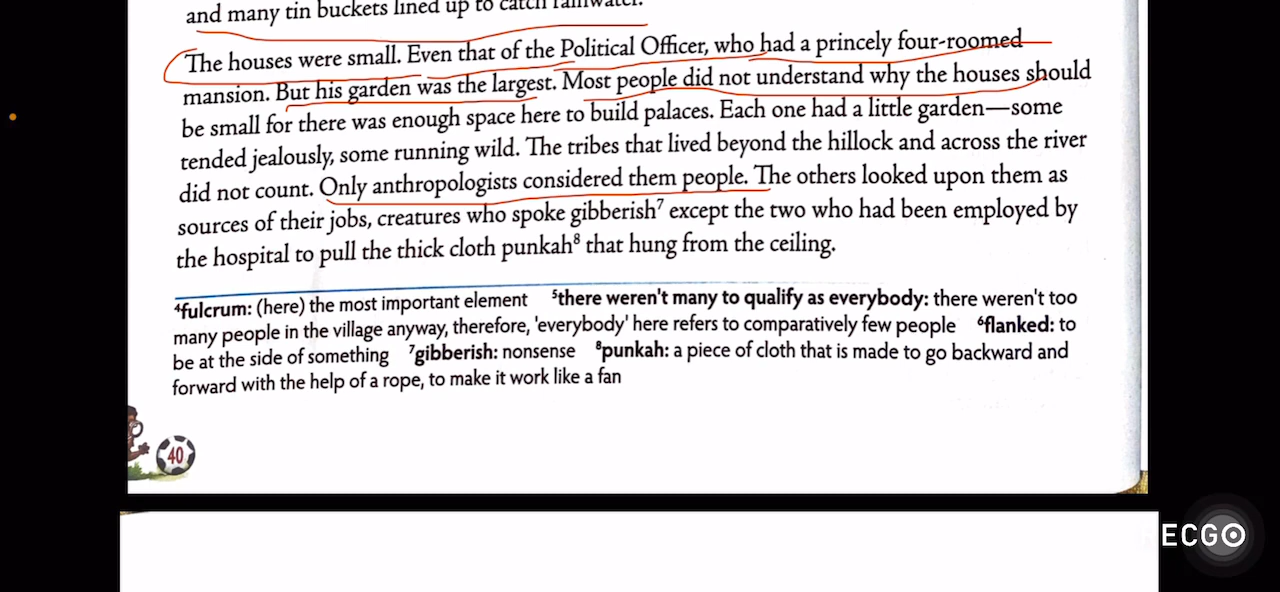 and many tin buckets lined up to catch rainwater.
The houses were small. Even that of the Political Officer, who had a princely four-roomed
mansion. But his garden was the largest. Most people did not understand why the houses should
be small for there was enough space here to build palaces. Each one had a little garden—some
tended jealously, some running wild. The tribes that lived beyond the hillock and across the river
did not count. Only anthropologists considered them people. The others looked upon them as
sources of their jobs, creatures who spoke gibberish⁷ except the two who had been employed by
the hospital to pull the thick cloth punkah⁸ that hung from the ceiling.
⁴fulcrum: (here) the most important element ⁵there weren't many to qualify as everybody: there weren't too
many people in the village anyway, therefore, 'everybody' here refers to comparatively few people ⁶flanked: to
be at the side of something ⁷gibberish: nonsense ⁸punkah: a piece of cloth that is made to go backward and
forward with the help of a rope, to make it work like a fan
40
ECGO